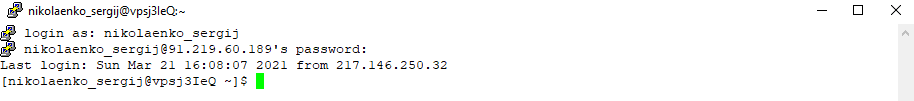 nikolaenko_sergij@vpsj3IeQ:~
login as: nikolaenko_sergij
nikolaenko_sergij@91.219.60.189's password:
Last login: Sun Mar 21 16:08:07 2021 from 217.146.250.32
[nikolaenko_sergij@vpsj3IeQ ~]$